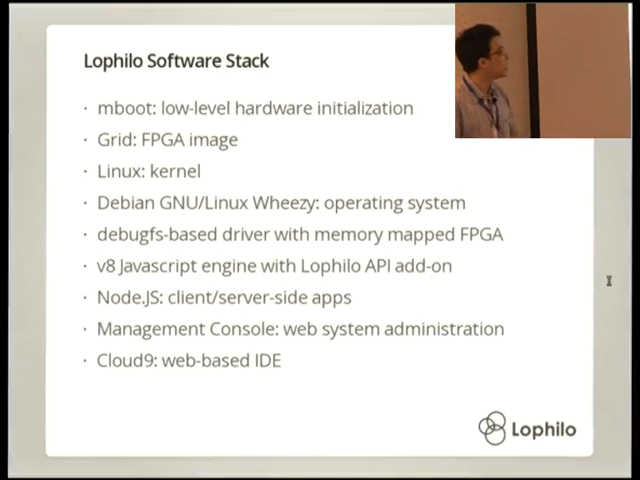 Lophilo Software Stack
· mboot: low-level hardware initialization
· Grid: FPGA image
· Linux: kernel
· Debian GNU/Linux Wheezy: operating system
· debugfs-based driver with memory mapped FPGA
· v8 Javascript engine with Lophilo API add-on
· Node.JS: client/server-side apps
· Management Console: web system administration
· Cloud9: web-based IDE
Lophilo